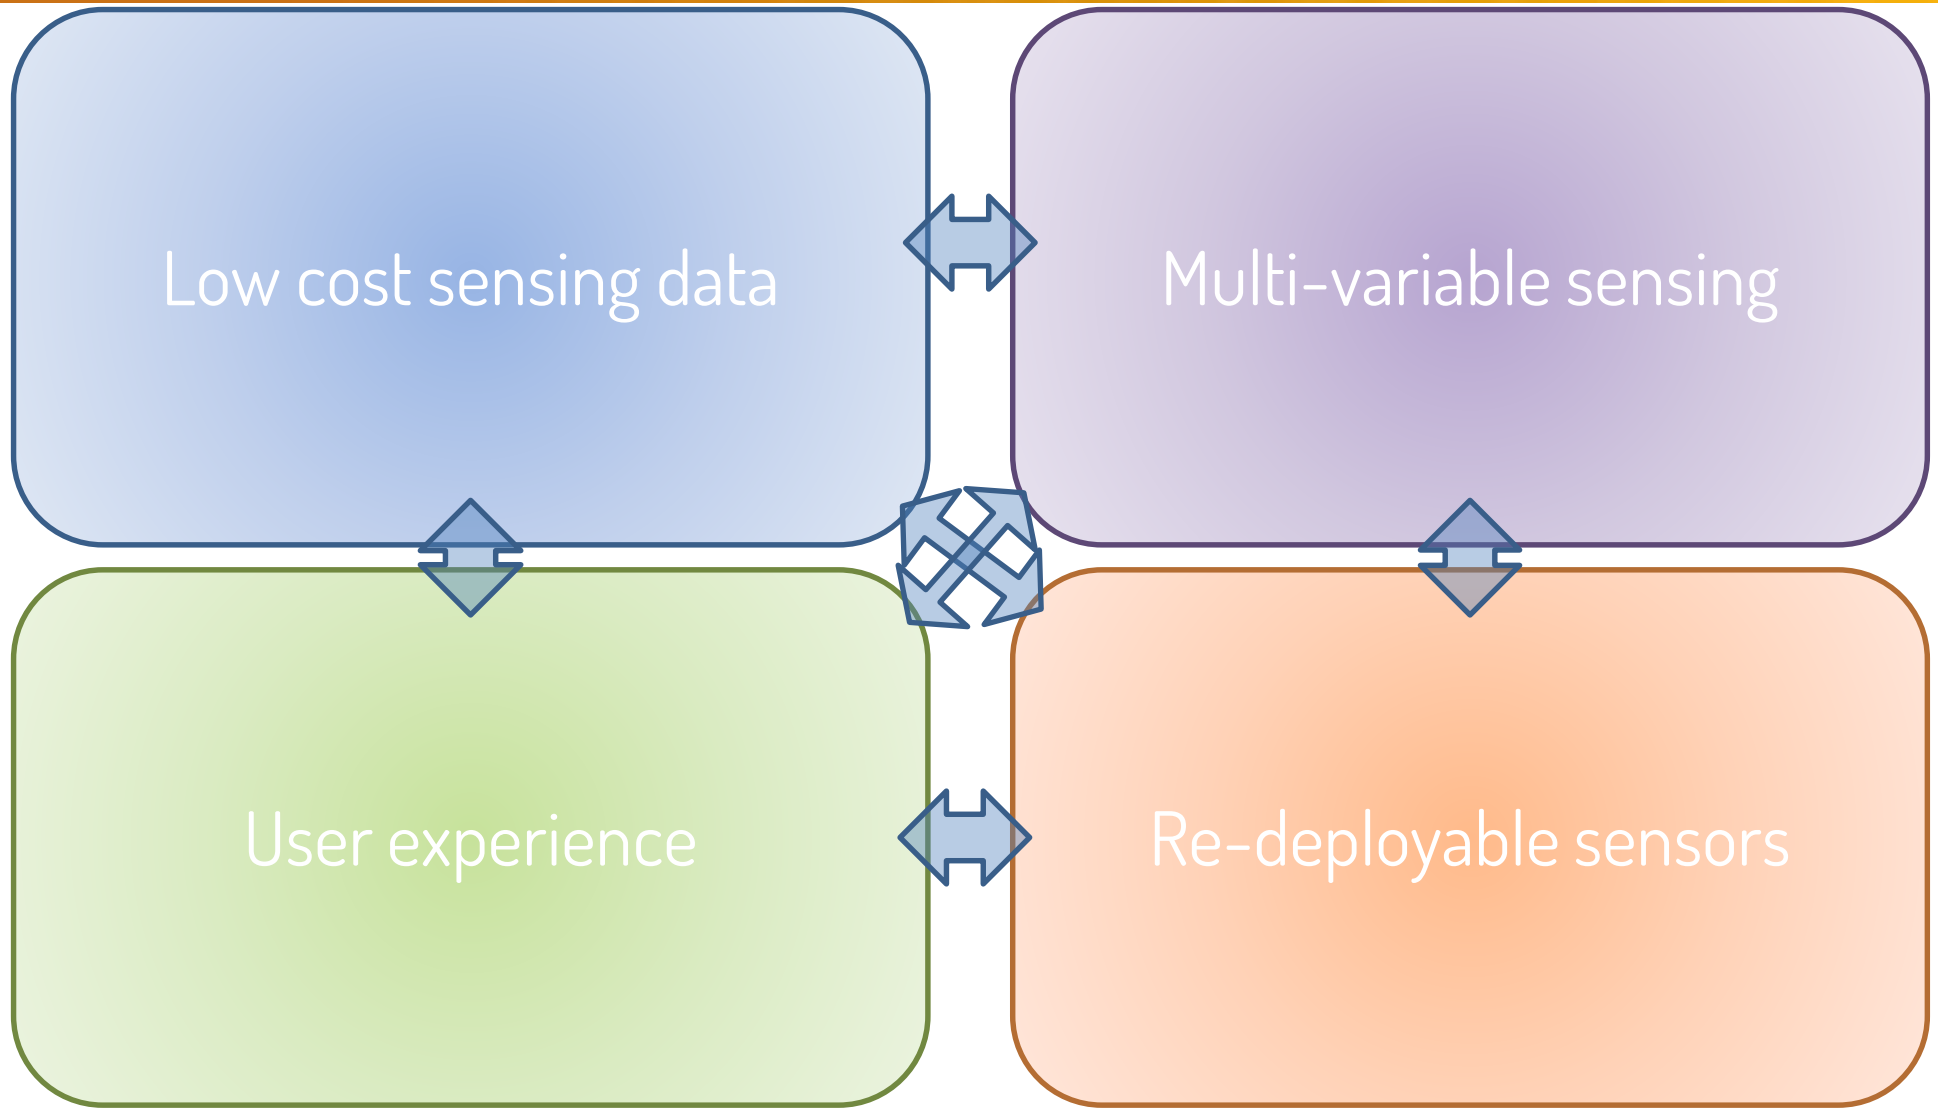 Low cost sensing data
Multi-variable sensing
User experience
Re-deployable sensors